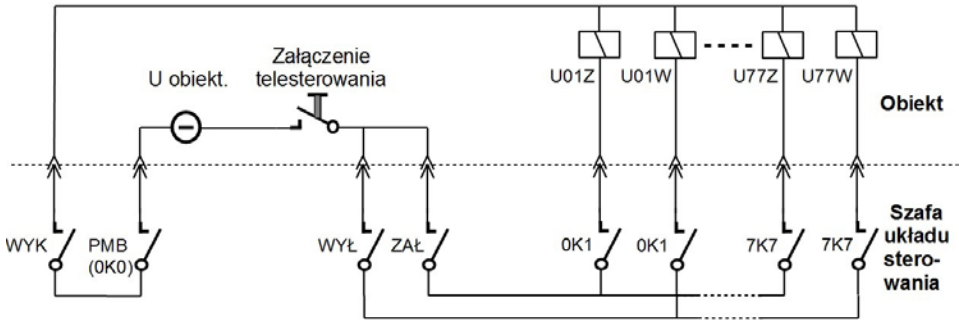 U01Z U01W U77Z U77W
Załączenie
telesterowania
U obiekt.
Obiekt
WYK PMB
(0K0)
WYŁ ZAŁ 0K1 0K1 7K7 7K7
Szafa
układu
stero-
wania